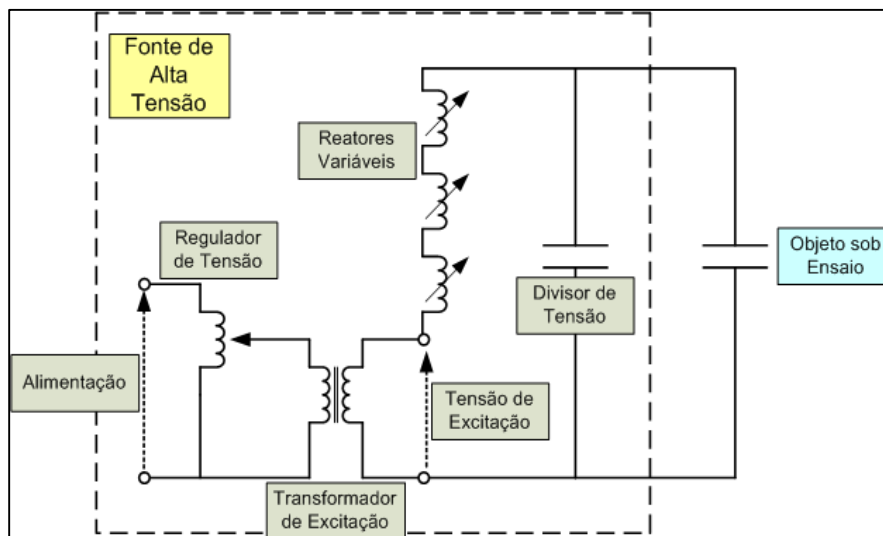 Fonte de
Alta
Tensão
Reatores
Variáveis
Regulador
de Tensão
Objeto sob
Ensaio
Divisor de
Tensão
Alimentação
Tensão de
Excitação
Transformador
de Excitação